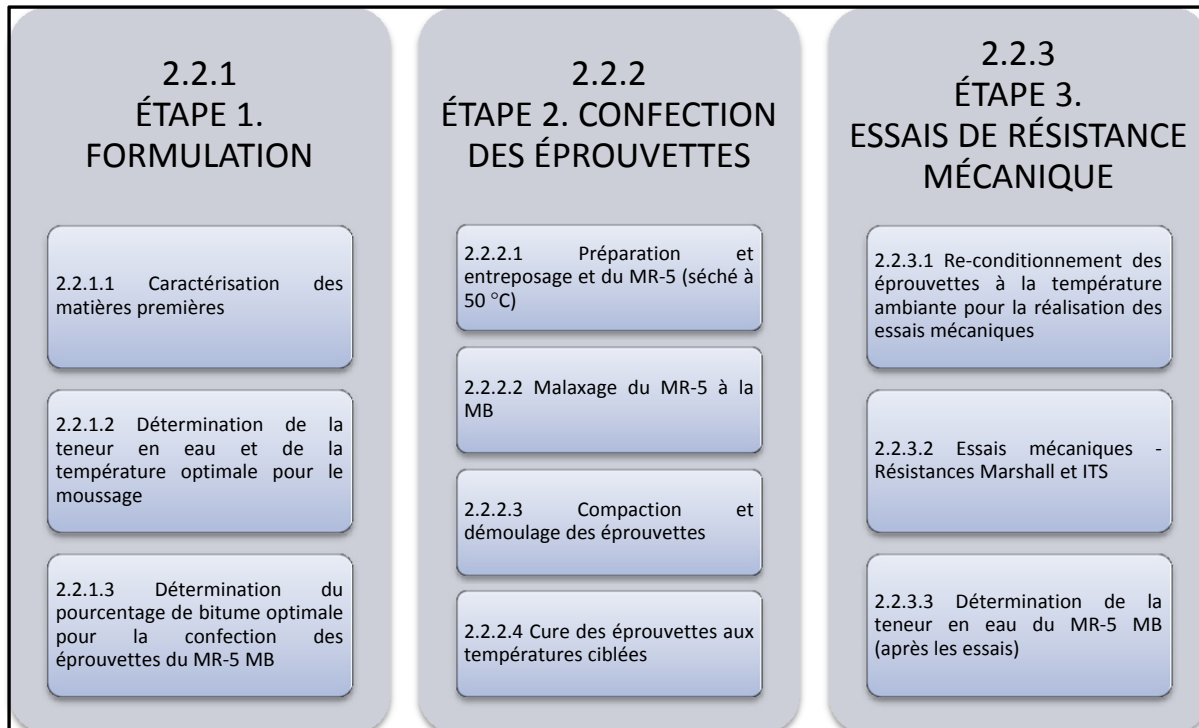 2.2.1
ÉTAPE 1.
FORMULATION
2.2.1.1 Caractérisation des
matières premières
2.2.1.2 Détermination de la
teneur en eau et de la
température optimale pour le
moussage
2.2.1.3 Détermination du
pourcentage de bitume optimale
pour la confection des
éprouvettes du MR-5 MB
2.2.2
ÉTAPE 2. CONFECTION
DES ÉPROUVETTES
2.2.2.1 Préparation et
entreposage et du MR-5 (séché à
50 °C)
2.2.2.2 Malaxage du MR-5 à la
MB
2.2.2.3 Compaction et
démoulage des éprouvettes
2.2.2.4 Cure des éprouvettes aux
températures ciblées
2.2.3
ÉTAPE 3.
ESSAIS DE RÉSISTANCE
MÉCANIQUE
2.2.3.1 Re-conditionnement des
éprouvettes à la température
ambiante pour la réalisation des
essais mécaniques
2.2.3.2 Essais mécaniques -
Résistances Marshall et ITS
2.2.3.3 Détermination de la
teneur en eau du MR-5 MB
(après les essais)